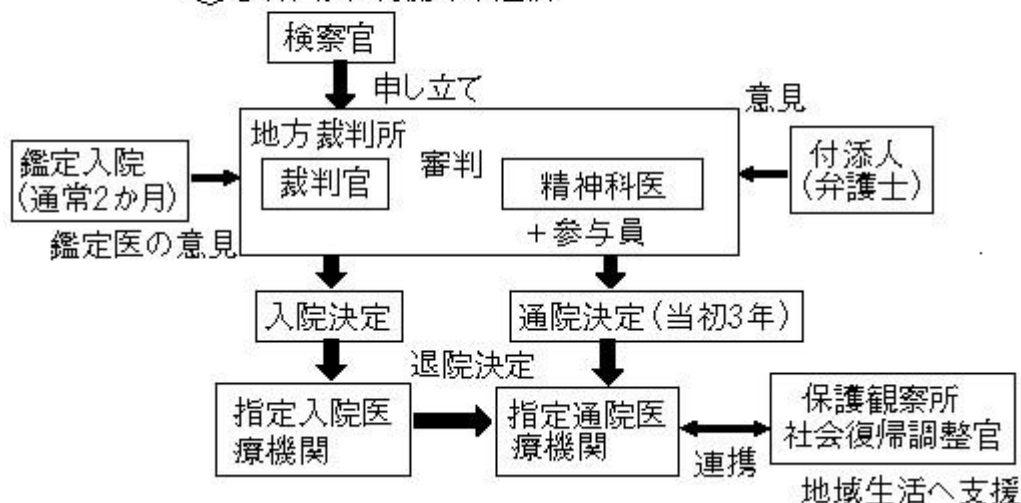 検察官
申し立て
意見
地方裁判所
審判
裁判官
精神科医
+参与員
鑑定入院
(通常2か月)
鑑定医の意見
付添人
(弁護士)
入院決定
通院決定(当初3年)
退院決定
指定入院医
療機関
指定通院医
療機関
連携
保護観察所
社会復帰調整官
地域生活へ支援